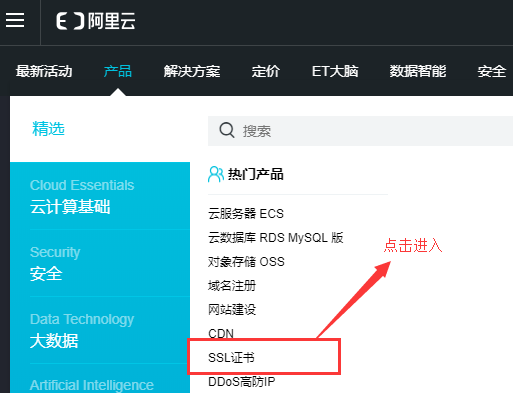 阿里云
最新活动 产品 解决方案 定价 ET大脑 数据智能 安全
精选
搜索
热门产品
Cloud Essentials
云计算基础
云服务器 ECS
云数据库 RDS MySQL 版
点击进入
Security
安全
对象存储 OSS
域名注册
网站建设
Data Technology
大数据
CDN
SSL证书
DDoS高防IP
Artificial Intelligence